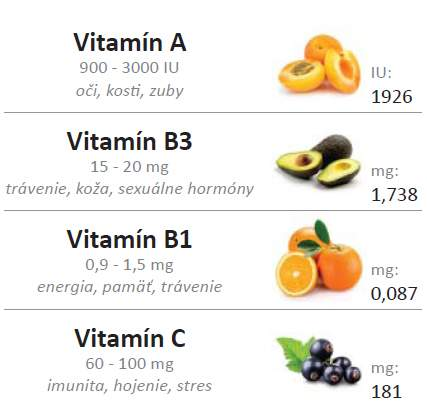 Vitamín A
900 - 3000 IU
oči, kosti, zuby
IU:
1926
Vitamín B3
15 - 20 mg
trávenie, koža, sexuálne hormóny
mg:
1,738
Vitamín B1
0,9 - 1,5 mg
energia, pamäť, trávenie
mg:
0,087
Vitamín C
60 - 100 mg
imunita, hojenie, stres
mg:
181